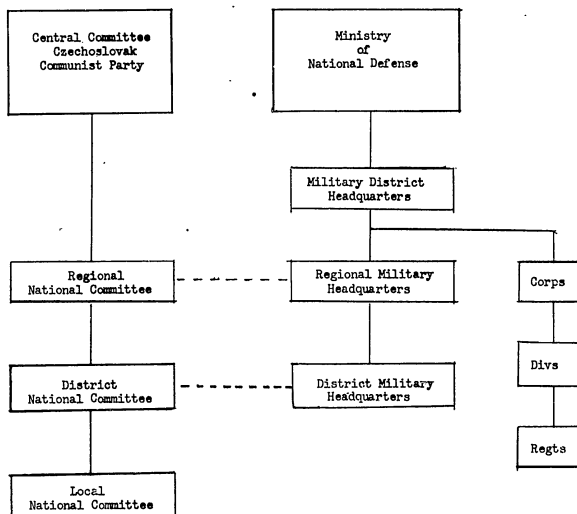 Central Committee
Czechoslovak
Communist Party
Ministry
of
National Defense
Military District
Headquarters
Regional
National Committee
Regional Military
Headquarters
Corps
District
National Committee
District Military
Headquarters
Divs
Regts
Local
National Committee